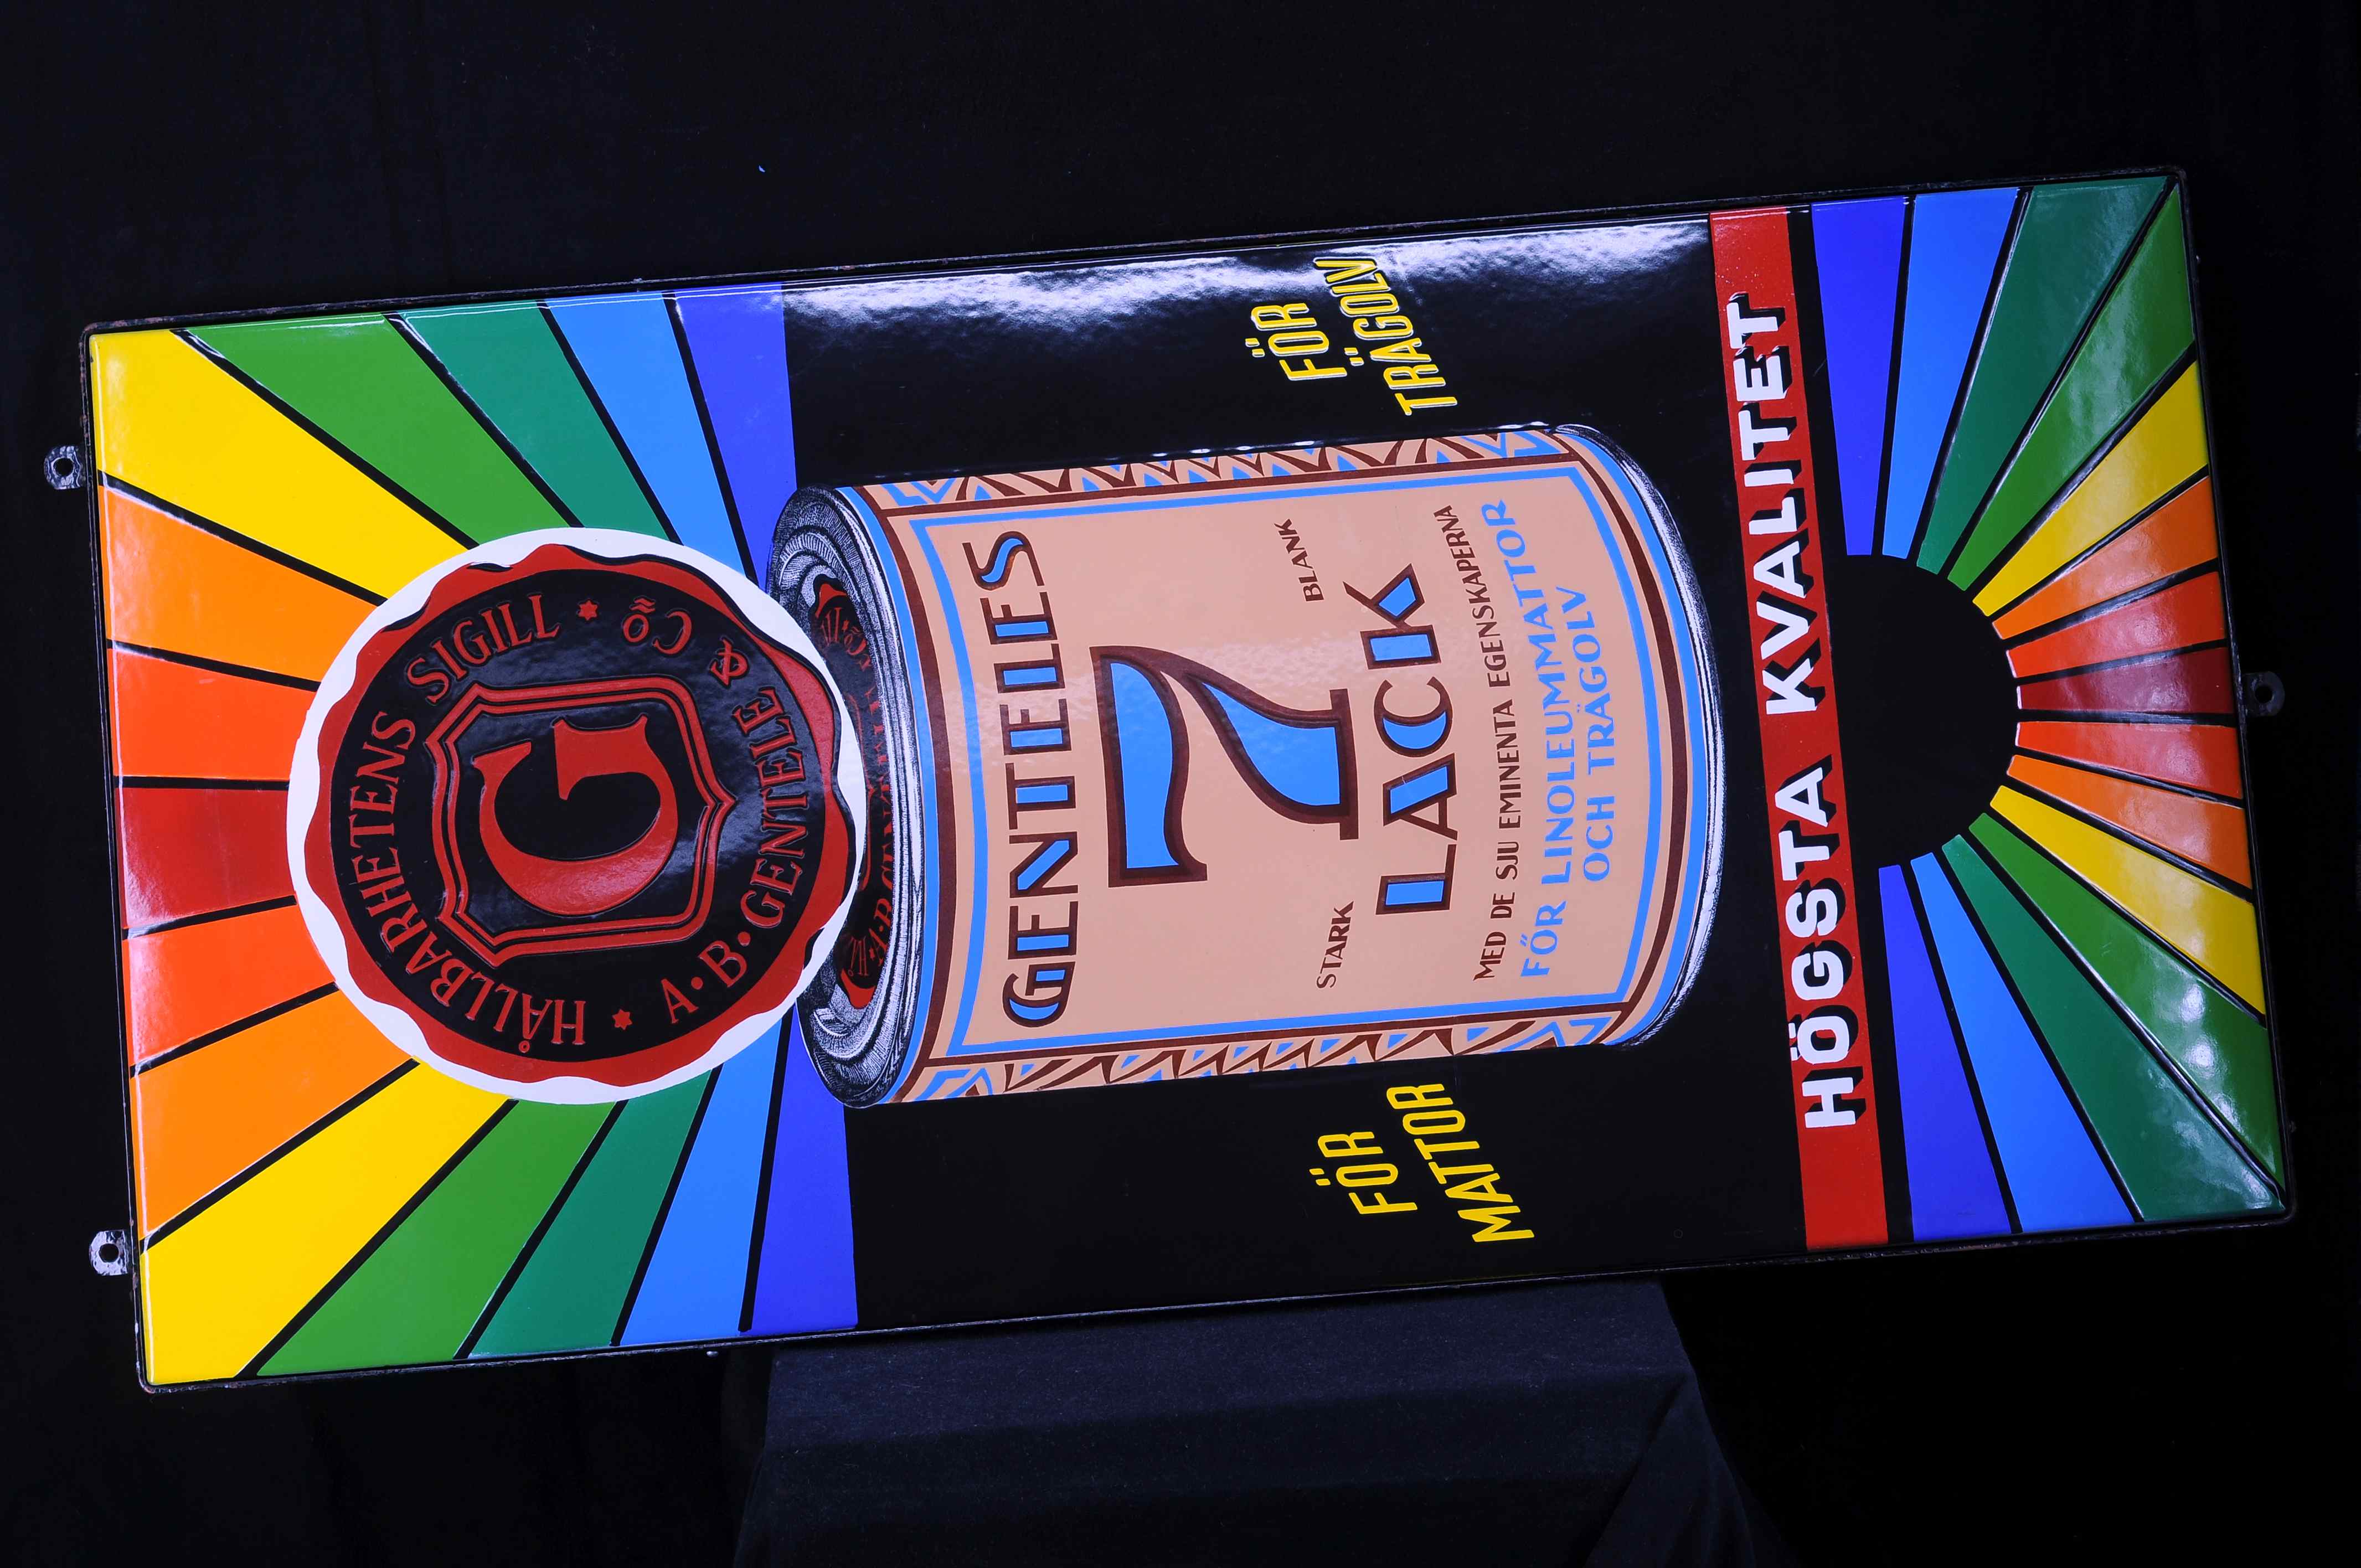 HÅLLBARHETENS SIGILL
A.B. GENTELE & CO
G
GENTELES
7
STARK BLANK
LACK
MED DE SJU EMINENTA EGENSKAPERNA
FÖR LINOLEUMMATTOR
OCH TRÄGOLV
FÖR
MATTOR
FÖR
TRÄGOLV
HÖGSTA KVALITET